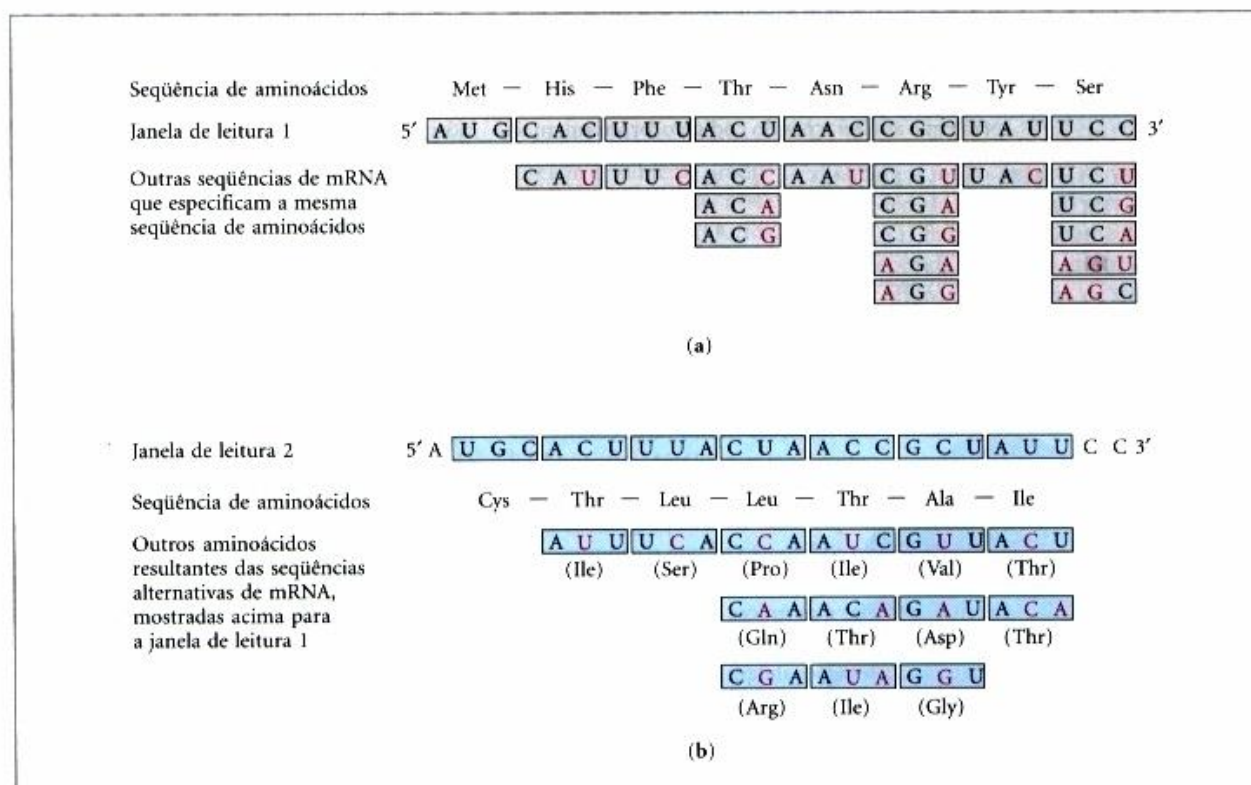 Seqüência de aminoácidos Met — His — Phe — Thr — Asn — Arg — Tyr — Ser
Janela de leitura 1 5′ A U G C A C U U U A C U A A C C G C U A U U C C 3′
Outras seqüências de mRNA C A U U U C A C C A A U C G U U A C U C U
que especificam a mesma A C A C G A U C G
seqüência de aminoácidos A C G C G G U C A
A G A A G U
A G G A G C
(a)
Janela de leitura 2 5′ A U G C A C U U U A C U A A C C G C U A U U C C 3′
Seqüência de aminoácidos Cys — Thr — Leu — Leu — Thr — Ala — Ile
Outros aminoácidos A U U U C A C C A A U C G U U A C U
resultantes das seqüências (Ile) (Ser) (Pro) (Ile) (Val) (Thr)
alternativas de mRNA,
mostradas acima para C A A A C A G A U A C A
a janela de leitura 1 (Gln) (Thr) (Asp) (Thr)
C G A A U A G G U
(Arg) (Ile) (Gly)
(b)